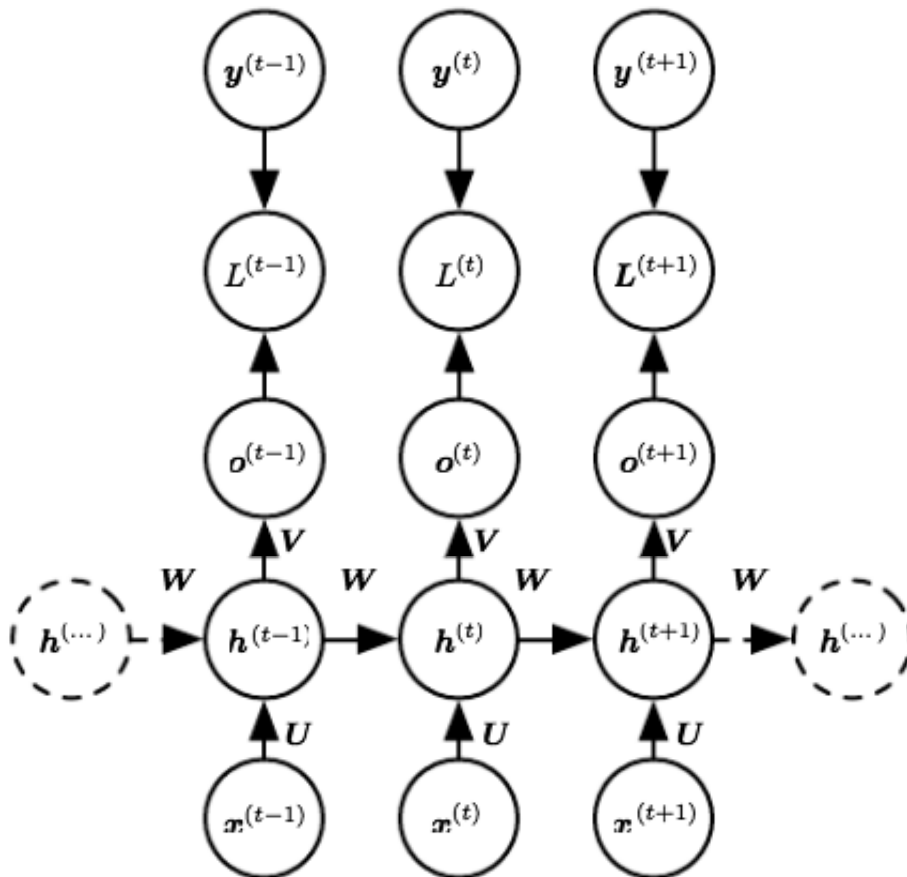 y^(t−1) y^(t) y^(t+1)
L^(t−1) L^(t) L^(t+1)
o^(t−1) o^(t) o^(t+1)
V V V
W W W W
h^(...) h^(t−1) h^(t) h^(t+1) h^(...)
U U U
x^(t−1) x^(t) x^(t+1)